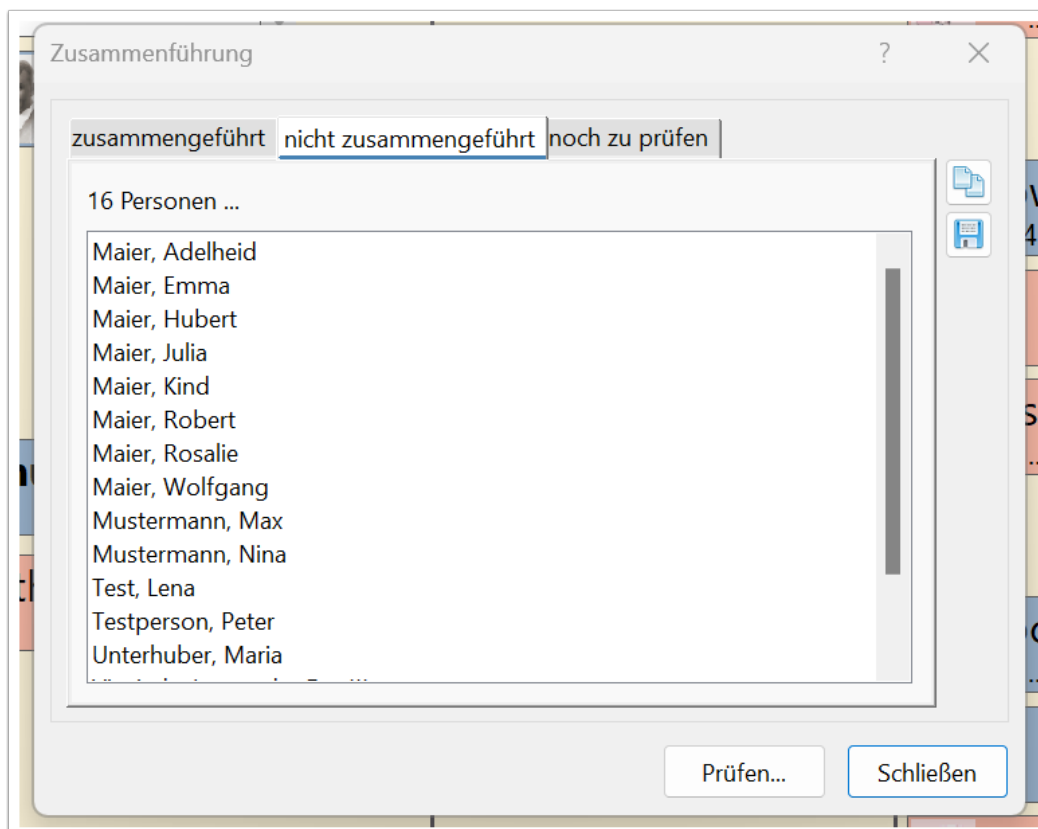 Zusammenführung
?
zusammengeführt nicht zusammengeführt noch zu prüfen
16 Personen ...
Maier, Adelheid
Maier, Emma
Maier, Hubert
Maier, Julia
Maier, Kind
Maier, Robert
Maier, Rosalie
Maier, Wolfgang
Mustermann, Max
Mustermann, Nina
Test, Lena
Testperson, Peter
Unterhuber, Maria
Prüfen... Schließen